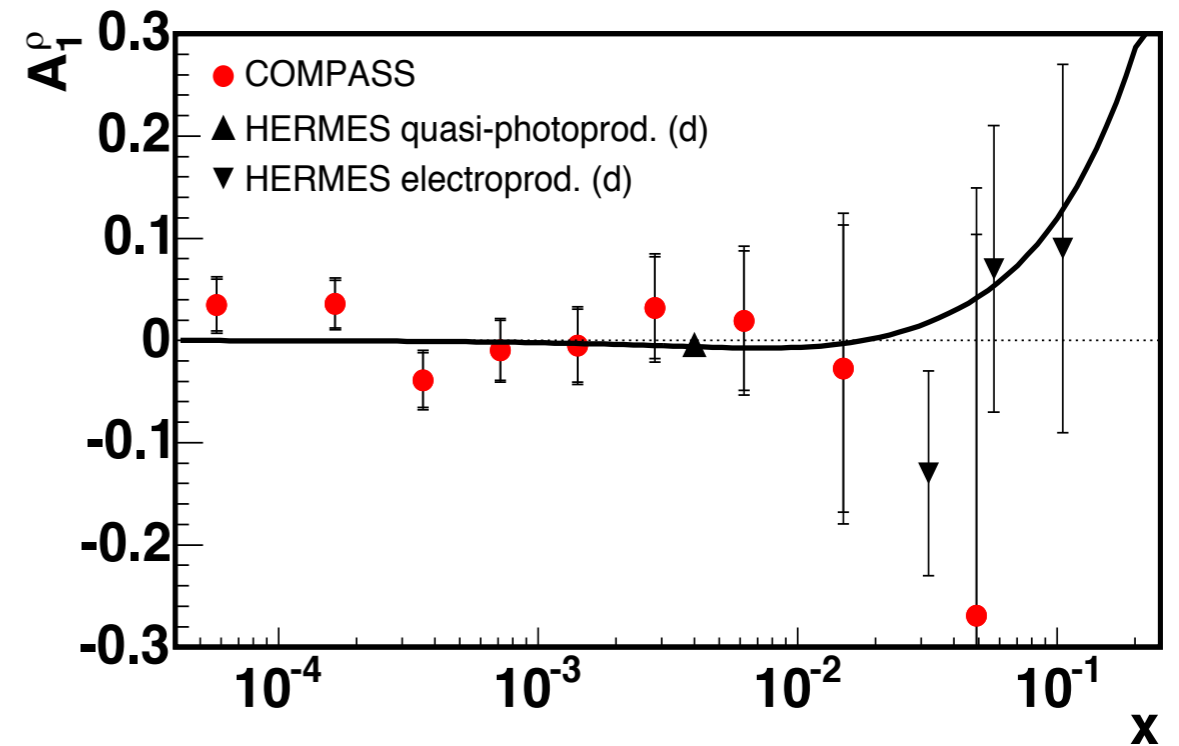 A₁^ρ
0.3
COMPASS
HERMES quasi-photoprod. (d)
HERMES electroprod. (d)
0.2
0.1
0
-0.1
-0.2
-0.3
10⁻⁴ 10⁻³ 10⁻² 10⁻¹
x